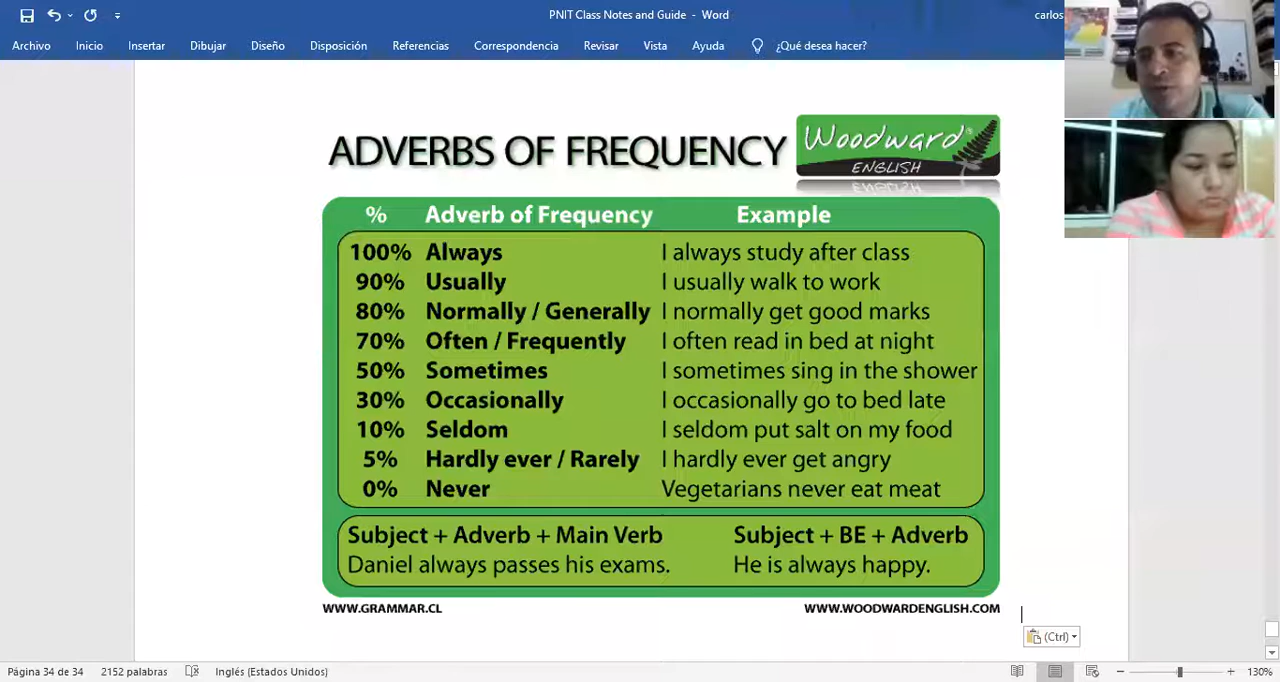 PNIT Class Notes and Guide - Word
carlos
Archivo Inicio Insertar Dibujar Diseño Disposición Referencias Correspondencia Revisar Vista Ayuda ¿Qué desea hacer?
ADVERBS OF FREQUENCY
Woodward®
ENGLISH
% Adverb of Frequency Example
100% Always I always study after class
90% Usually I usually walk to work
80% Normally / Generally I normally get good marks
70% Often / Frequently I often read in bed at night
50% Sometimes I sometimes sing in the shower
30% Occasionally I occasionally go to bed late
10% Seldom I seldom put salt on my food
5% Hardly ever / Rarely I hardly ever get angry
0% Never Vegetarians never eat meat
Subject + Adverb + Main Verb Subject + BE + Adverb
Daniel always passes his exams. He is always happy.
WWW.GRAMMAR.CL WWW.WOODWARDENGLISH.COM
(Ctrl)
Página 34 de 34 2152 palabras Inglés (Estados Unidos) 130%